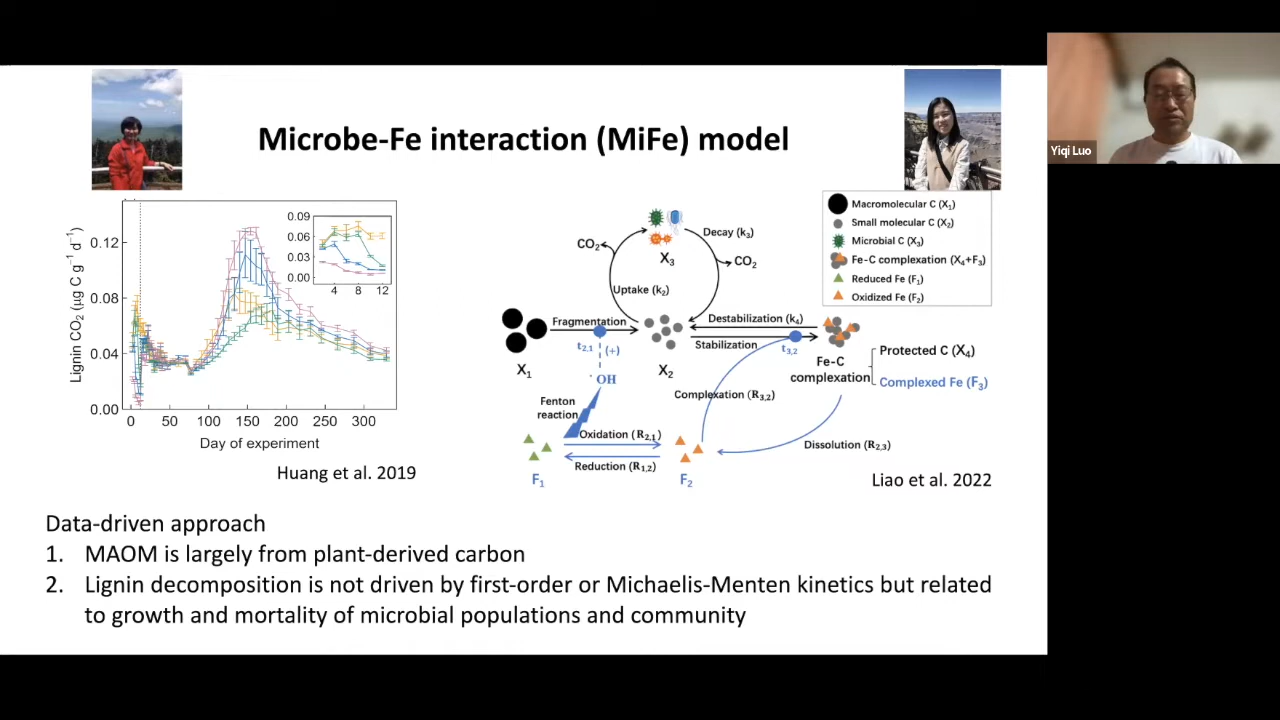 Microbe-Fe interaction (MiFe) model
Yiqi Luo
Lignin CO₂ (µg C g⁻¹ d⁻¹)
0.12
0.08
0.04
0.00
0
50
100
150
200
250
300
Day of experiment
0.09
0.06
0.03
0.00
4
8
12
Huang et al. 2019
CO₂
X₃
Decay (k₃)
CO₂
Uptake (k₂)
Fragmentation
t₂,₁
(+)
X₁
·OH
X₂
Destabilization (k₄)
Stabilization
t₃,₂
Fe-C
complexation
Protected C (X₄)
Complexed Fe (F₃)
Complexation (R₃,₂)
Fenton
reaction
Oxidation (R₂,₁)
Reduction (R₁,₂)
F₁
F₂
Dissolution (R₂,₃)
Macromolecular C (X₁)
Small molecular C (X₂)
Microbial C (X₃)
Fe-C complexation (X₄+F₃)
Reduced Fe (F₁)
Oxidized Fe (F₂)
Liao et al. 2022
Data-driven approach
1. MAOM is largely from plant-derived carbon
2. Lignin decomposition is not driven by first-order or Michaelis-Menten kinetics but related
to growth and mortality of microbial populations and community